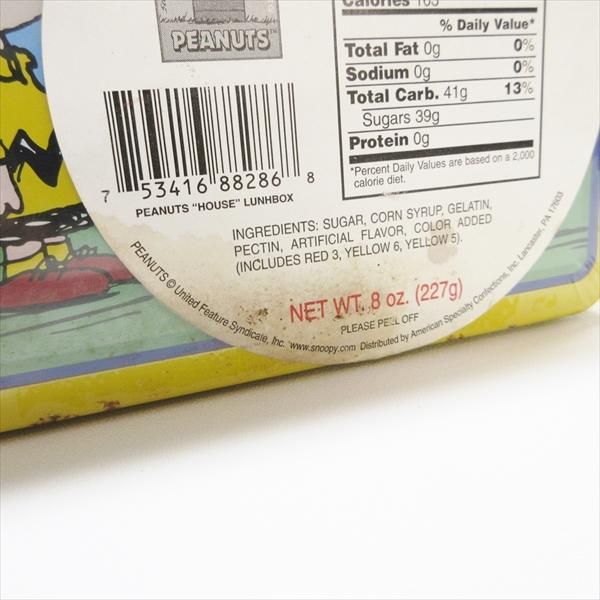 PEANUTS™
7 53416 88286 8
PEANUTS "HOUSE" LUNHBOX
% Daily Value*
Total Fat 0g 0%
Sodium 0g 0%
Total Carb. 41g 13%
Sugars 39g
Protein 0g
*Percent Daily Values are based on a 2,000
calorie diet.
INGREDIENTS: SUGAR, CORN SYRUP, GELATIN,
PECTIN, ARTIFICIAL FLAVOR, COLOR ADDED
(INCLUDES RED 3, YELLOW 6, YELLOW 5).
NET WT. 8 oz. (227g)
PLEASE PEEL OFF
PEANUTS © United Feature Syndicate, Inc. www.snoopy.com Distributed by American Specialty Confections, Inc. Lancaster, PA 17603